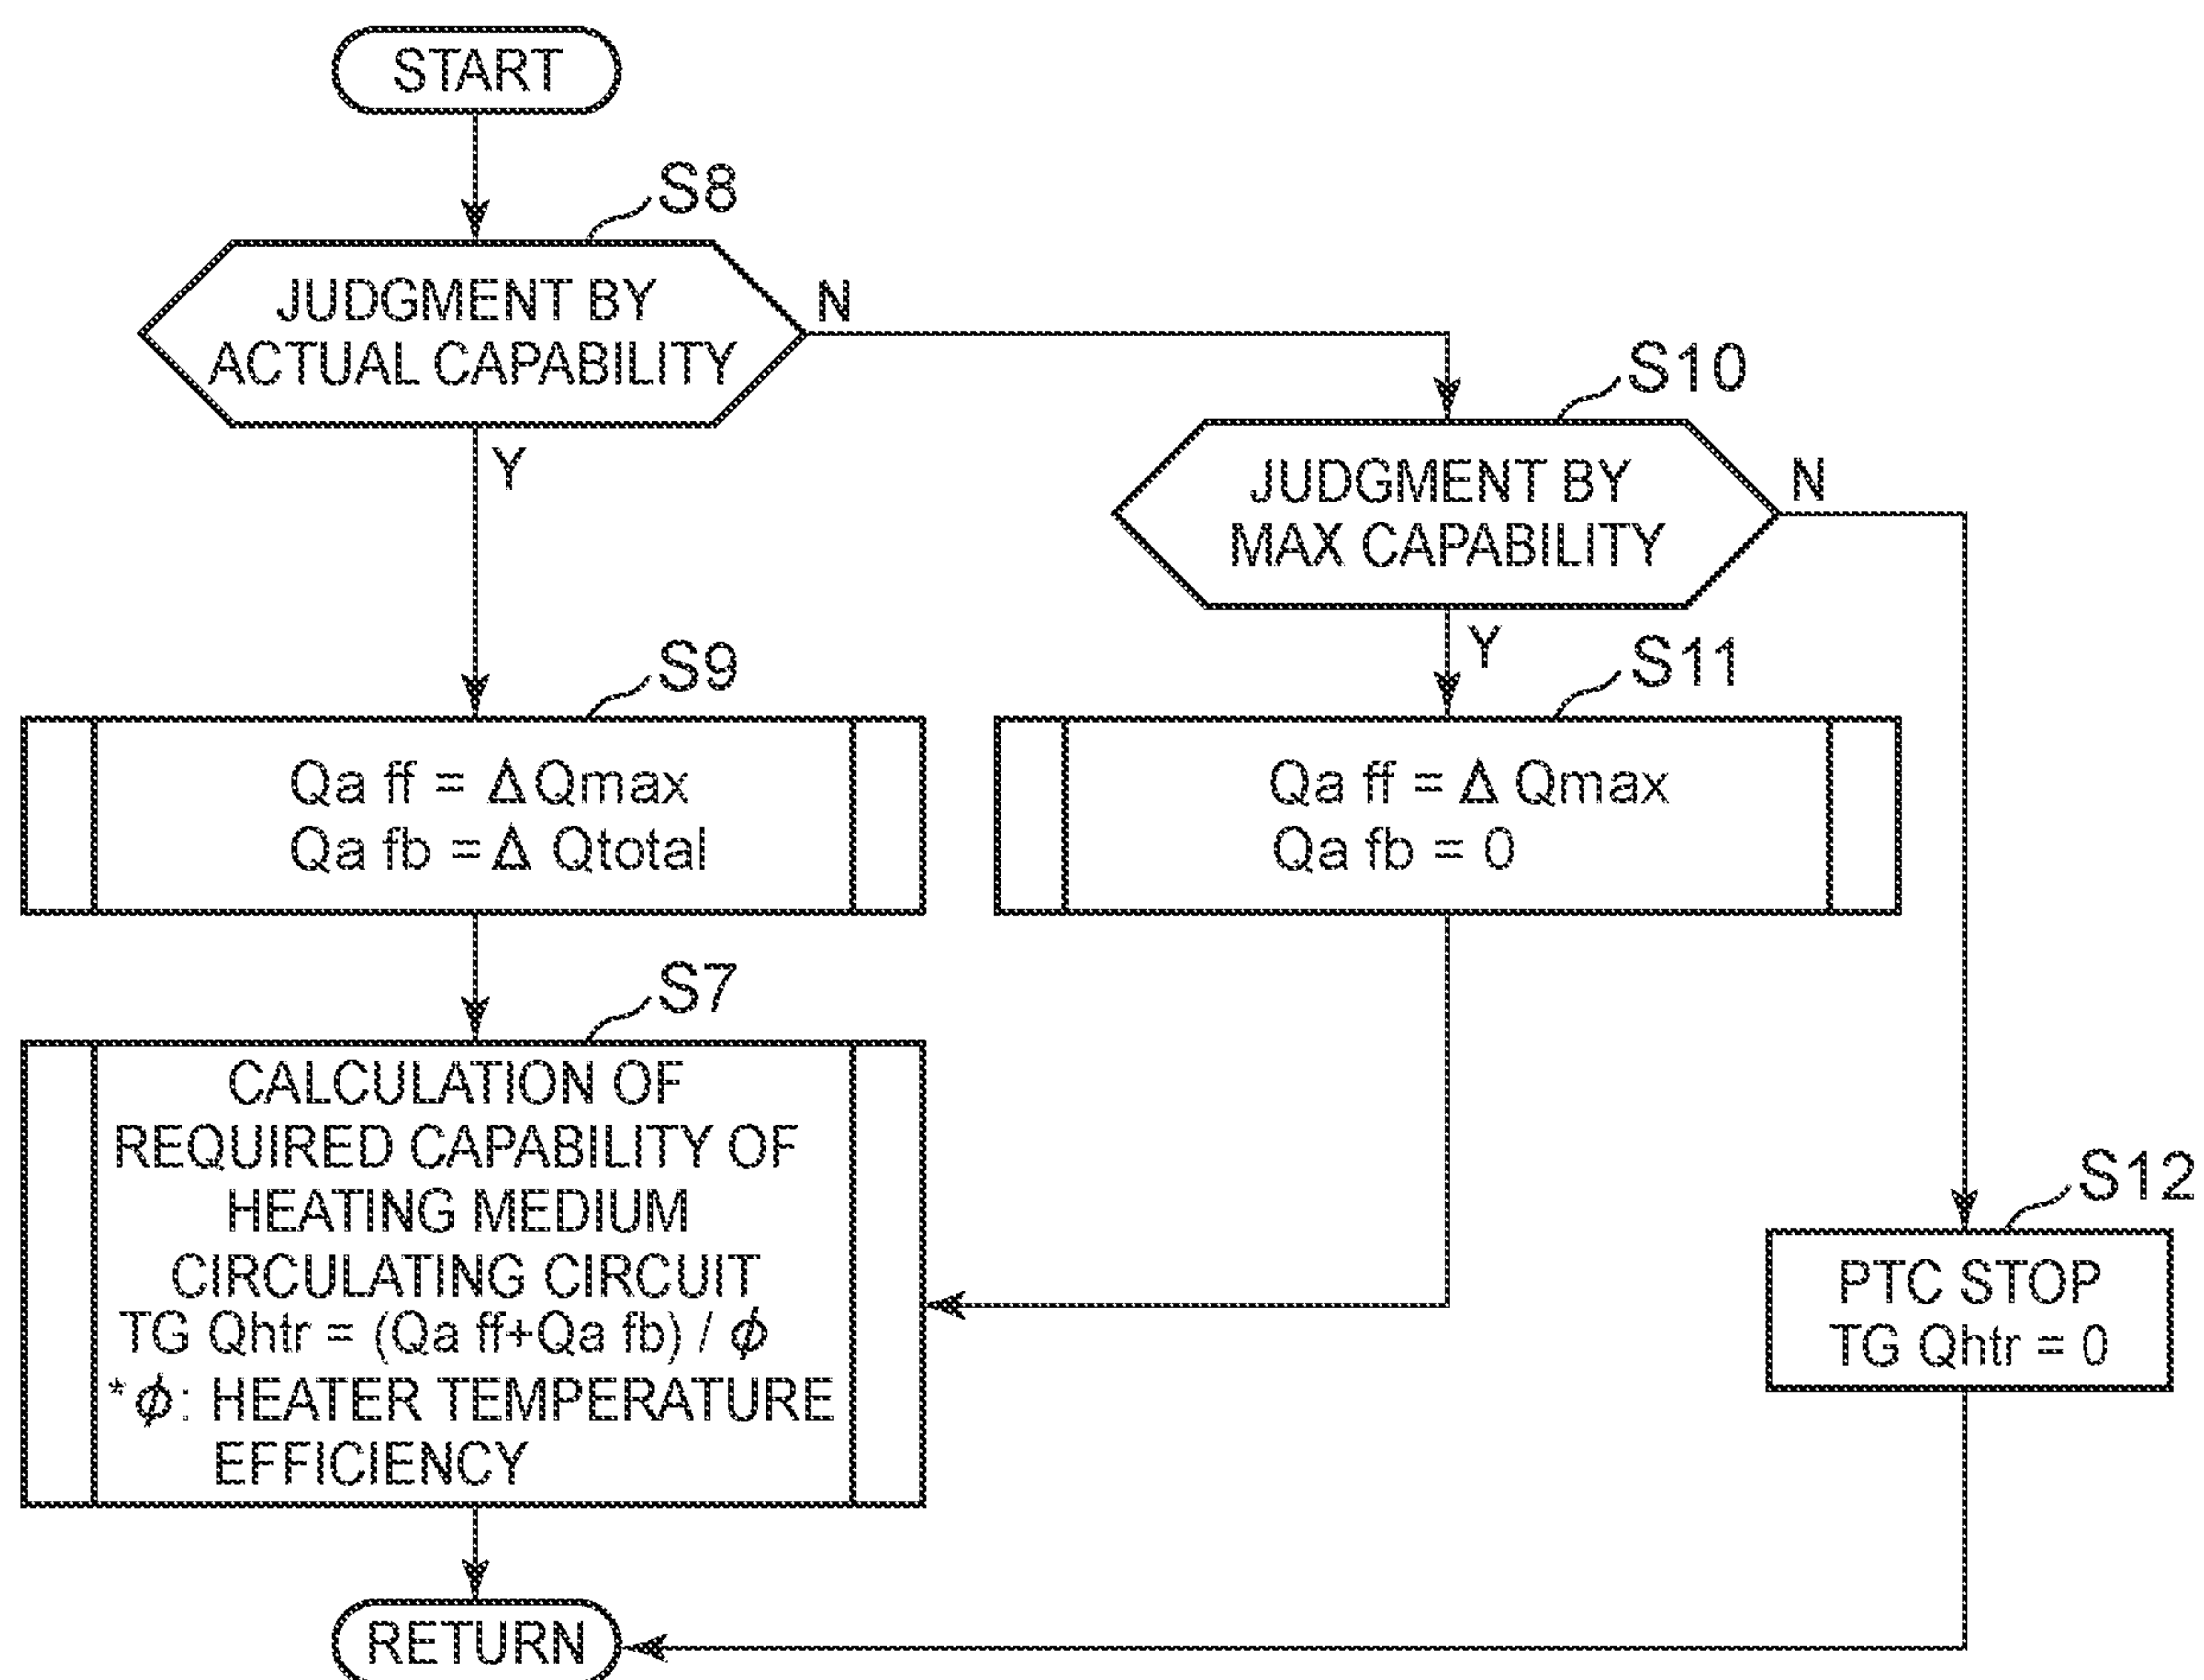 START
S8
JUDGMENT BY
ACTUAL CAPABILITY
N
Y
S10
JUDGMENT BY
MAX CAPABILITY
N
Y
S9
Qa ff = ΔQmax
Qa fb =Δ Qtotal
S11
Qa ff = Δ Qmax
Qa fb = 0
S7
CALCULATION OF
REQUIRED CAPABILITY OF
HEATING MEDIUM
CIRCULATING CIRCUIT
TG Qhtr = (Qa ff+Qa fb) / ϕ
*ϕ: HEATER TEMPERATURE
EFFICIENCY
S12
PTC STOP
TG Qhtr = 0
RETURN